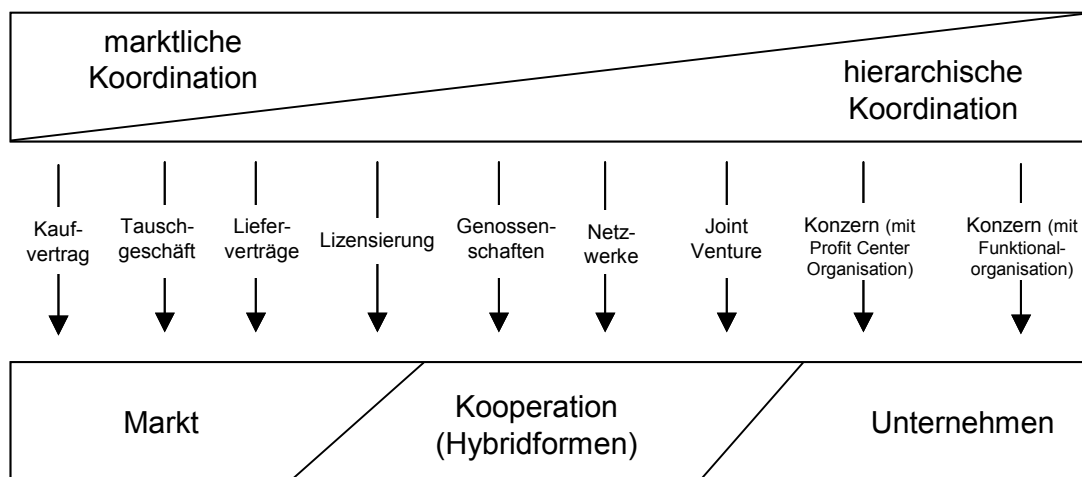 marktliche
Koordination
hierarchische
Koordination
Kauf-
vertrag
Tausch-
geschäft
Liefer-
verträge
Lizensierung
Genossen-
schaften
Netz-
werke
Joint
Venture
Konzern (mit
Profit Center
Organisation)
Konzern (mit
Funktional-
organisation)
Markt
Kooperation
(Hybridformen)
Unternehmen